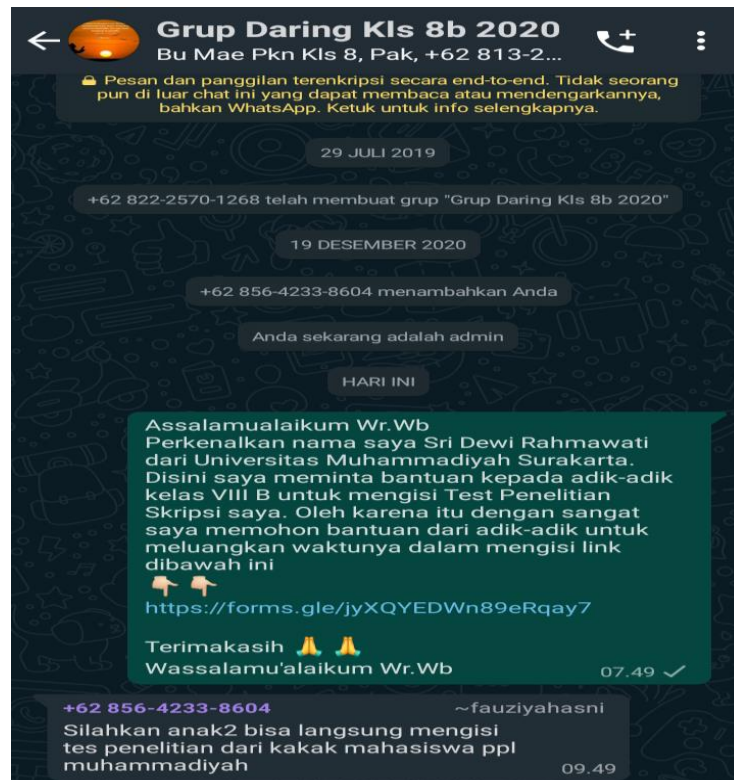 Grup Daring Kls 8b 2020
Bu Mae Pkn Kls 8, Pak, +62 813-2...
Pesan dan panggilan terenkripsi secara end-to-end. Tidak seorang
pun di luar chat ini yang dapat membaca atau mendengarkannya,
bahkan WhatsApp. Ketuk untuk info selengkapnya.
29 JULI 2019
+62 822-2570-1268 telah membuat grup "Grup Daring Kls 8b 2020"
19 DESEMBER 2020
+62 856-4233-8604 menambahkan Anda
Anda sekarang adalah admin
HARI INI
Assalamualaikum Wr.Wb
Perkenalkan nama saya Sri Dewi Rahmawati
dari Universitas Muhammadiyah Surakarta.
Disini saya meminta bantuan kepada adik-adik
kelas VIII B untuk mengisi Test Penelitian
Skripsi saya. Oleh karena itu dengan sangat
saya memohon bantuan dari adik-adik untuk
meluangkan waktunya dalam mengisi link
dibawah ini
👇🏻 👇🏻
https://forms.gle/jyXQYEDWn89eRqay7
Terimakasih 🙏 🙏
Wassalamu'alaikum Wr.Wb 07.49
+62 856-4233-8604 ~fauziyahasni
Silahkan anak2 bisa langsung mengisi
tes penelitian dari kakak mahasiswa ppl
muhammadiyah 09.49